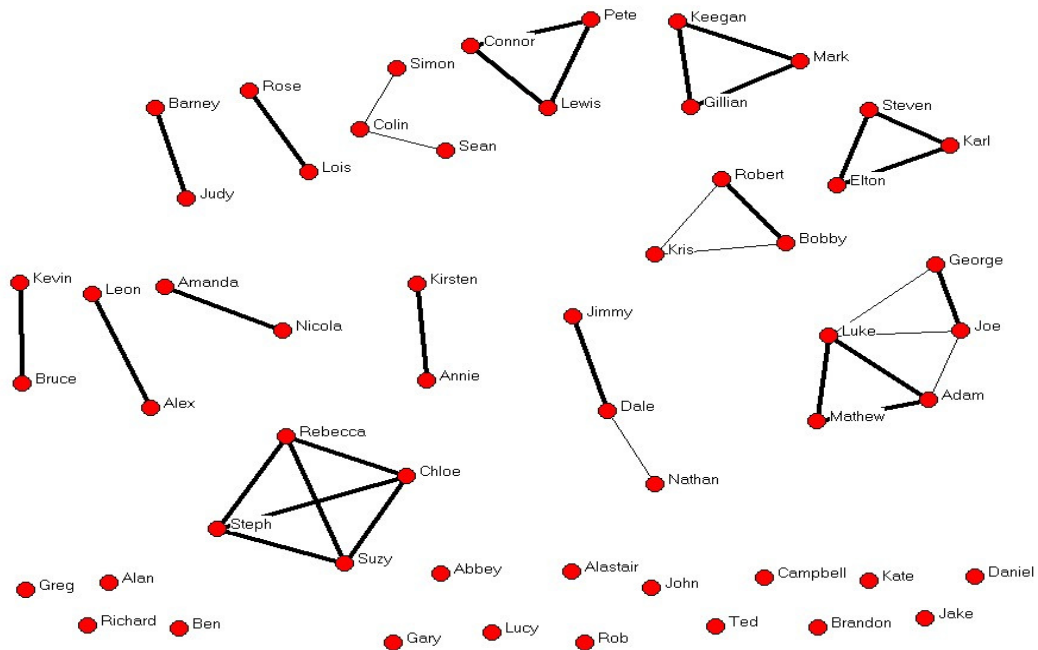 Pete
Keegan
Connor
Mark
Simon
Rose
Barney
Lewis
Gillian
Steven
Colin
Sean
Karl
Lois
Robert
Elton
Judy
Bobby
Kris
George
Kevin
Leon
Amanda
Kirsten
Jimmy
Nicola
Luke
Joe
Bruce
Alex
Annie
Dale
Adam
Mathew
Rebecca
Chloe
Nathan
Steph
Suzy
Greg
Alan
Abbey
Alastair
John
Campbell
Kate
Daniel
Richard
Ben
Gary
Lucy
Rob
Ted
Brandon
Jake